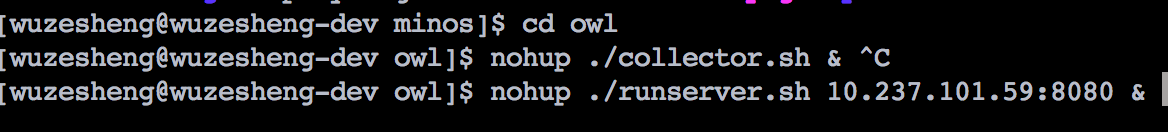 [wuzesheng@wuzesheng-dev minos]$ cd owl
[wuzesheng@wuzesheng-dev owl]$ nohup ./collector.sh & ^C
[wuzesheng@wuzesheng-dev owl]$ nohup ./runserver.sh 10.237.101.59:8080 &